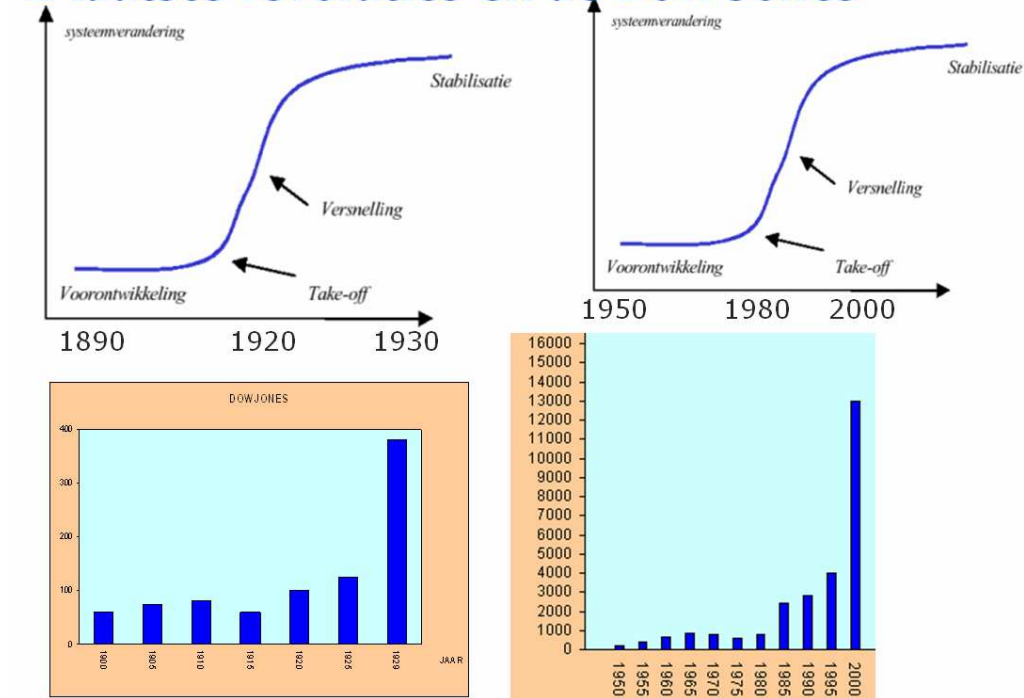 systeemverandering
Stabilisatie
Versnelling
Take-off
Voorontwikkeling
1890 1920 1930
systeemverandering
Stabilisatie
Versnelling
Take-off
Voorontwikkeling
1950 1980 2000
DOWJONES
400
300
200
100
0
1900 1905 1910 1915 1920 1925 1929
JAAR
16000
15000
14000
13000
12000
11000
10000
9000
8000
7000
6000
5000
4000
3000
2000
1000
0
1950 1955 1960 1965 1970 1975 1980 1985 1990 1995 2000